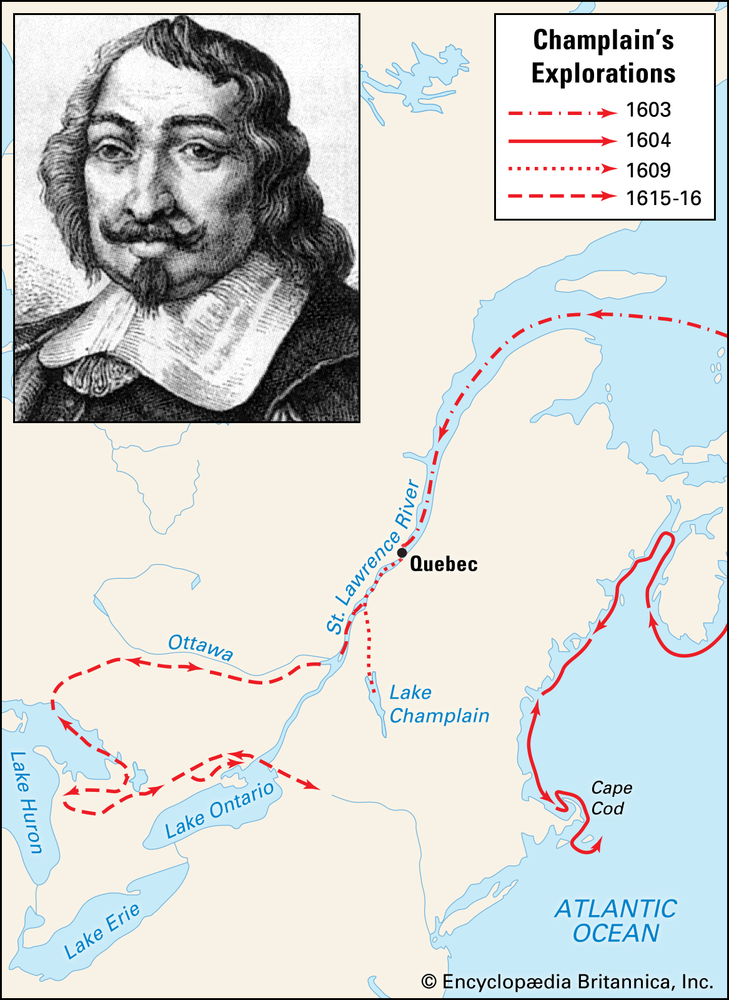 Champlain's
Explorations
1603
1604
1609
1615-16
St. Lawrence River
Quebec
Ottawa
Lake
Champlain
Lake Huron
Lake Ontario
Cape
Cod
Lake Erie
ATLANTIC
OCEAN
© Encyclopædia Britannica, Inc.